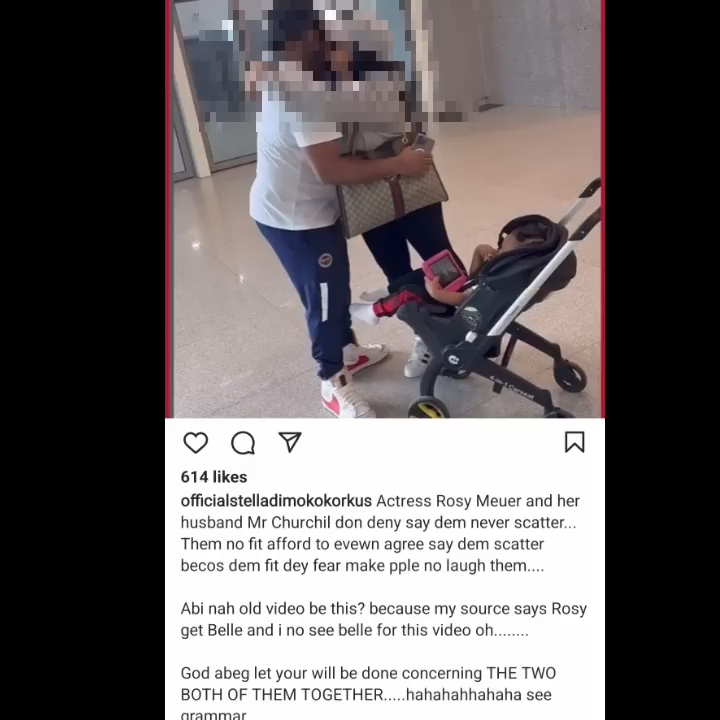 614 likes
officialstelladimokokorkus Actress Rosy Meuer and her
husband Mr Churchil don deny say dem never scatter...
Them no fit afford to evewn agree say dem scatter
becos dem fit dey fear make pple no laugh them....
Abi nah old video be this? because my source says Rosy
get Belle and i no see belle for this video oh........
God abeg let your will be done concerning THE TWO
BOTH OF THEM TOGETHER.....hahahahhahaha see
grammar